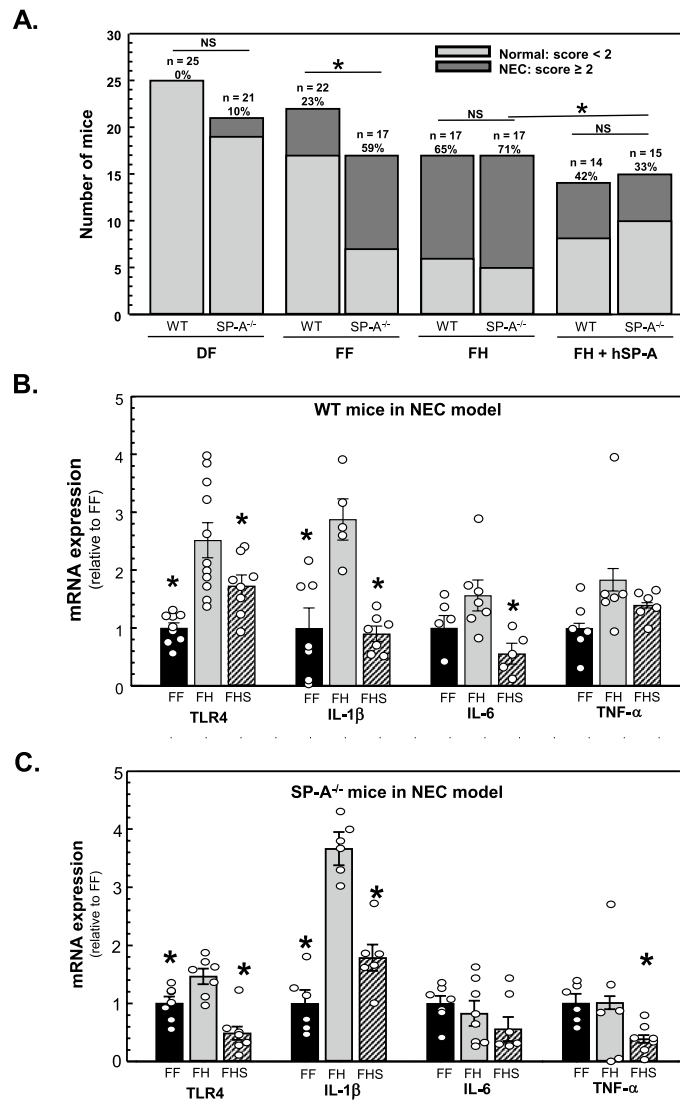 A.
NS
n = 25
0%
n = 21
10%
*
n = 22
23%
n = 17
59%
NS
n = 17
65%
n = 17
71%
*
NS
n = 14
42%
n = 15
33%
Normal: score < 2
NEC: score ≥ 2
Number of mice
30
25
20
15
10
5
0
WT SP-A-/- WT SP-A-/- WT SP-A-/- WT SP-A-/-
DF FF FH FH + hSP-A
B.
WT mice in NEC model
mRNA expression
(relative to FF)
5
4
3
2
1
0
* * * * *
FF FH FHS FF FH FHS FF FH FHS FF FH FHS
TLR4 IL-1β IL-6 TNF-α
C.
SP-A-/- mice in NEC model
mRNA expression
(relative to FF)
5
4
3
2
1
0
* * * * *
FF FH FHS FF FH FHS FF FH FHS FF FH FHS
TLR4 IL-1β IL-6 TNF-α